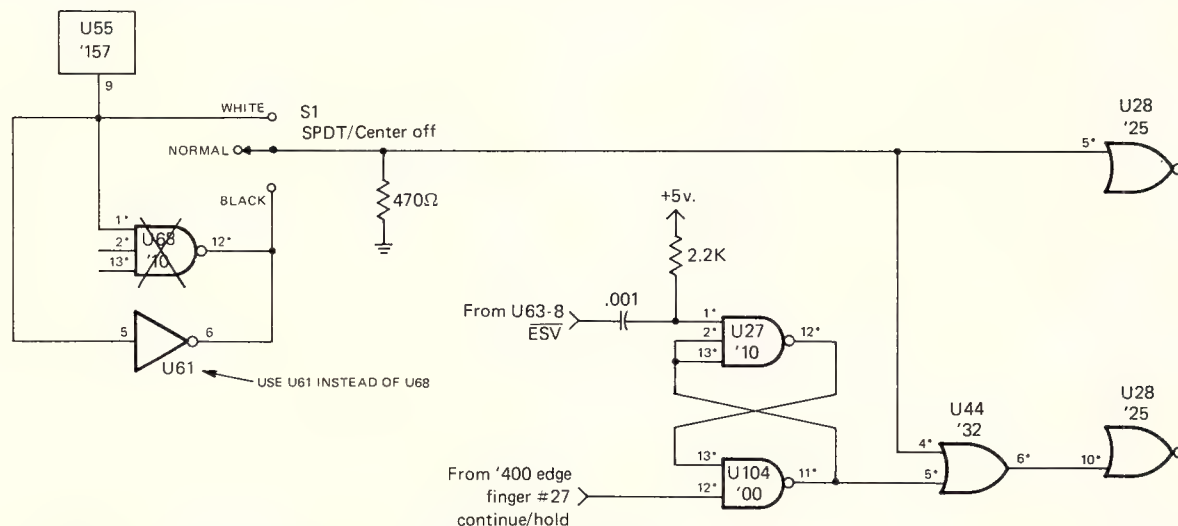 U55
'157
9
WHITE
S1
SPDT/Center off
NORMAL
BLACK
470Ω
1*
2*
13*
U68
'10
12*
5
6
U61
USE U61 INSTEAD OF U68
+5v.
2.2K
.001
From U63-8
ESV
1*
2*
13*
U27
'10
12*
13*
12*
U104
'00
11*
From '400 edge
finger #27
continue/hold
U44
'32
4*
5*
6*
U28
'25
5*
U28
'25
10*